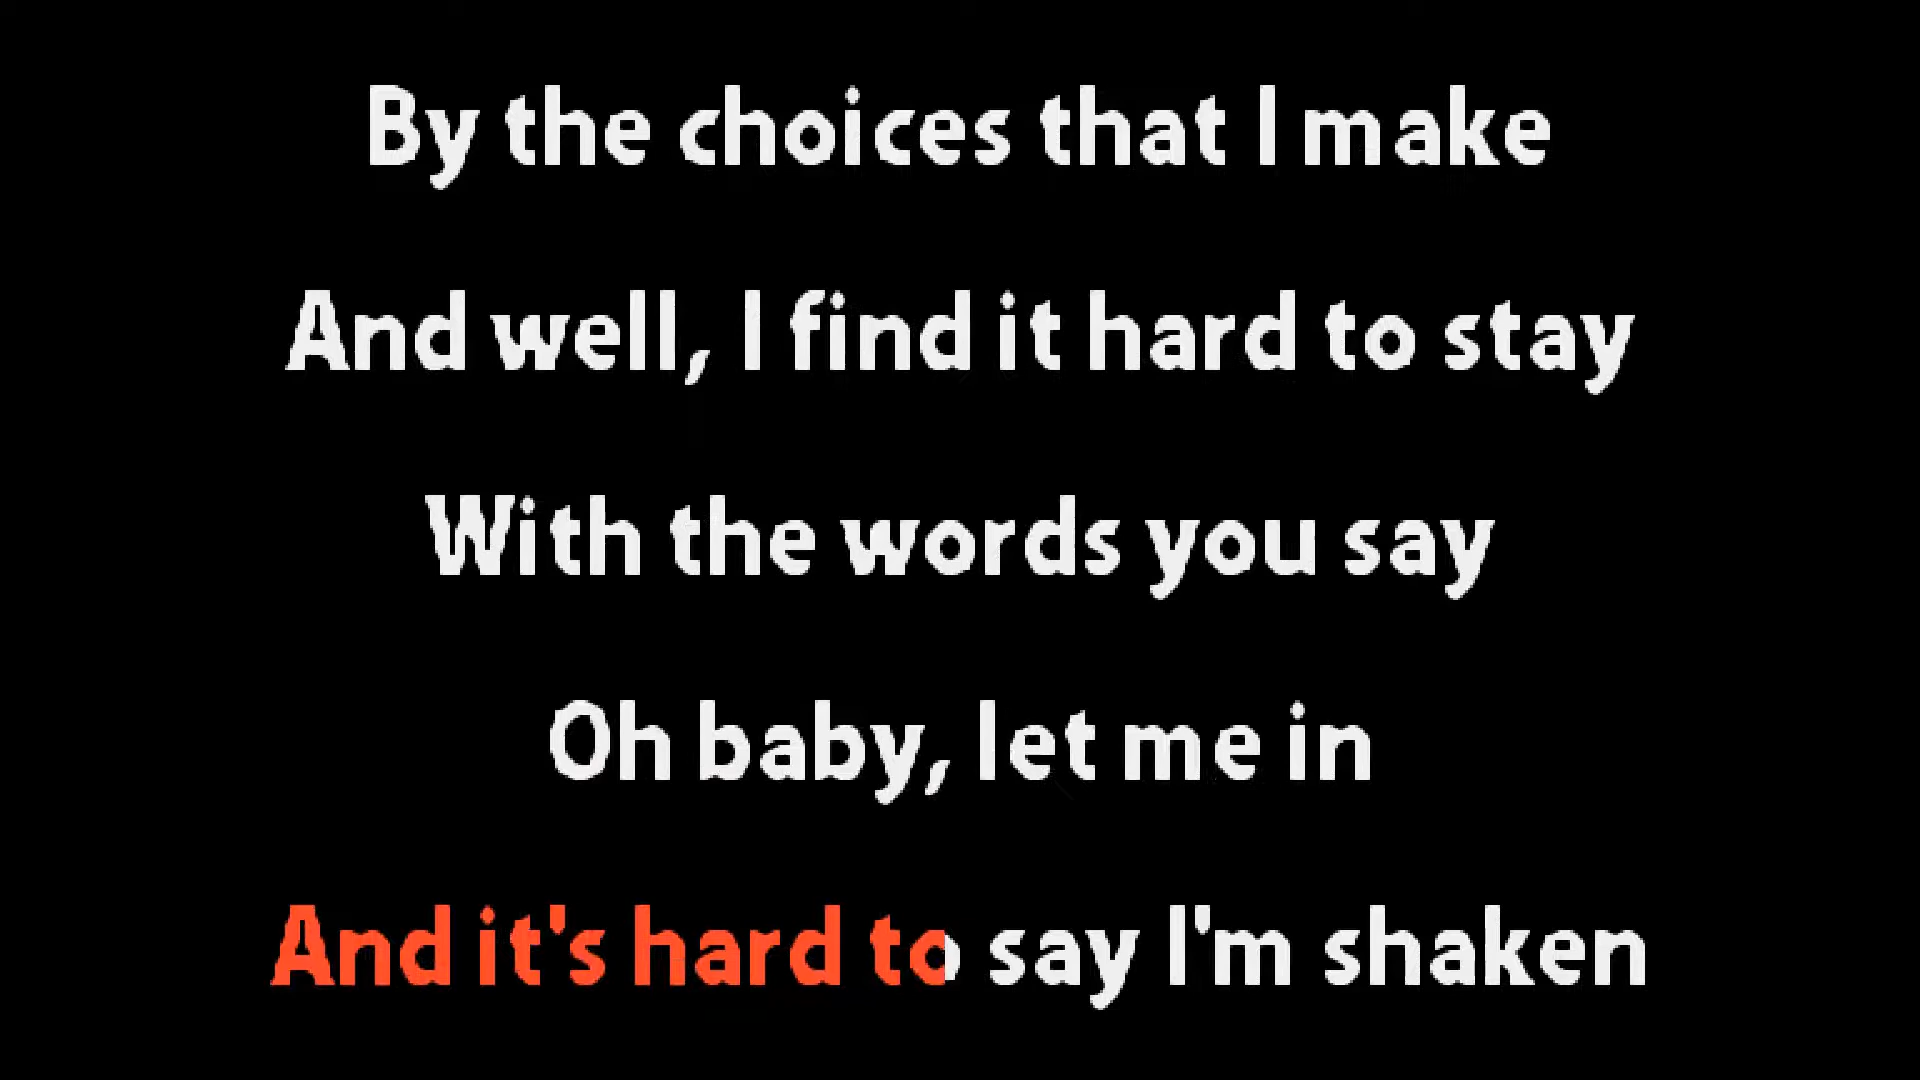 By the choices that I make
And well, I find it hard to stay
With the words you say
Oh baby, let me in
And it's hard to say I'm shaken